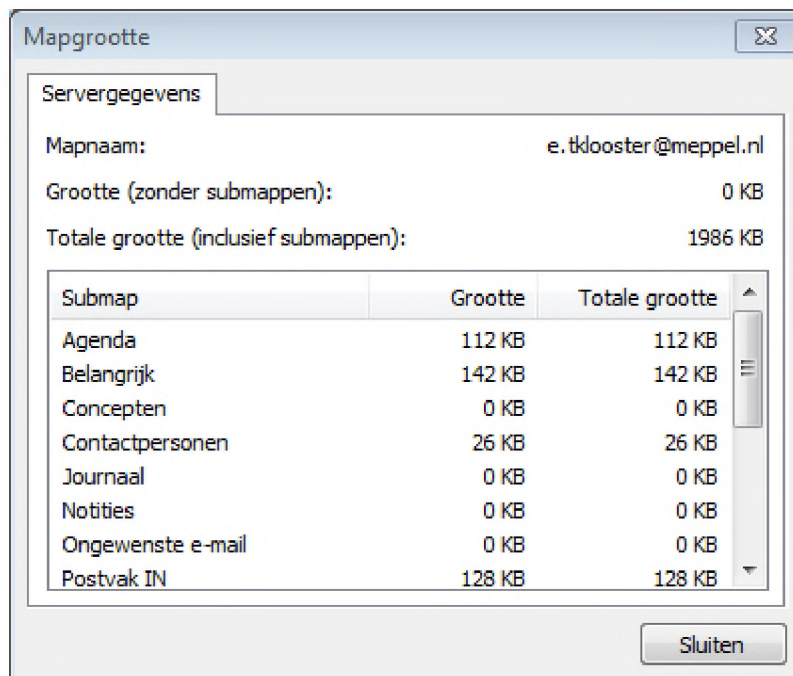 Mapgrootte
Servergegevens
Mapnaam: e.tklooster@meppel.nl
Grootte (zonder submappen): 0 KB
Totale grootte (inclusief submappen): 1986 KB
Submap Grootte Totale grootte
Agenda 112 KB 112 KB
Belangrijk 142 KB 142 KB
Concepten 0 KB 0 KB
Contactpersonen 26 KB 26 KB
Journaal 0 KB 0 KB
Notities 0 KB 0 KB
Ongewenste e-mail 0 KB 0 KB
Postvak IN 128 KB 128 KB
Sluiten